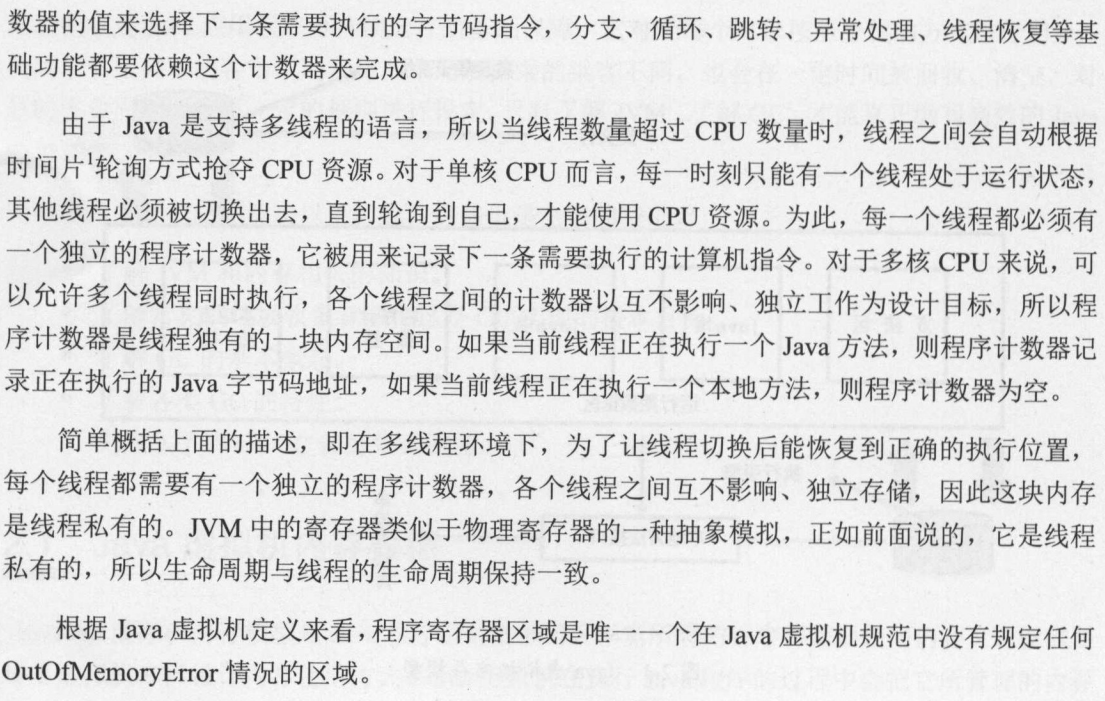 数器的值来选择下一条需要执行的字节码指令，分支、循环、跳转、异常处理、线程恢复等基
础功能都要依赖这个计数器来完成。
由于 Java 是支持多线程的语言，所以当线程数量超过 CPU 数量时，线程之间会自动根据
时间片1轮询方式抢夺 CPU 资源。对于单核 CPU 而言，每一时刻只能有一个线程处于运行状态，
其他线程必须被切换出去，直到轮询到自己，才能使用 CPU 资源。为此，每一个线程都必须有
一个独立的程序计数器，它被用来记录下一条需要执行的计算机指令。对于多核 CPU 来说，可
以允许多个线程同时执行，各个线程之间的计数器以互不影响、独立工作为设计目标，所以程
序计数器是线程独有的一块内存空间。如果当前线程正在执行一个 Java 方法，则程序计数器记
录正在执行的 Java 字节码地址，如果当前线程正在执行一个本地方法，则程序计数器为空。
简单概括上面的描述，即在多线程环境下，为了让线程切换后能恢复到正确的执行位置，
每个线程都需要有一个独立的程序计数器，各个线程之间互不影响、独立存储，因此这块内存
是线程私有的。JVM 中的寄存器类似于物理寄存器的一种抽象模拟，正如前面说的，它是线程
私有的，所以生命周期与线程的生命周期保持一致。
根据 Java 虚拟机定义来看，程序寄存器区域是唯一一个在 Java 虚拟机规范中没有规定任何
OutOfMemoryError 情况的区域。